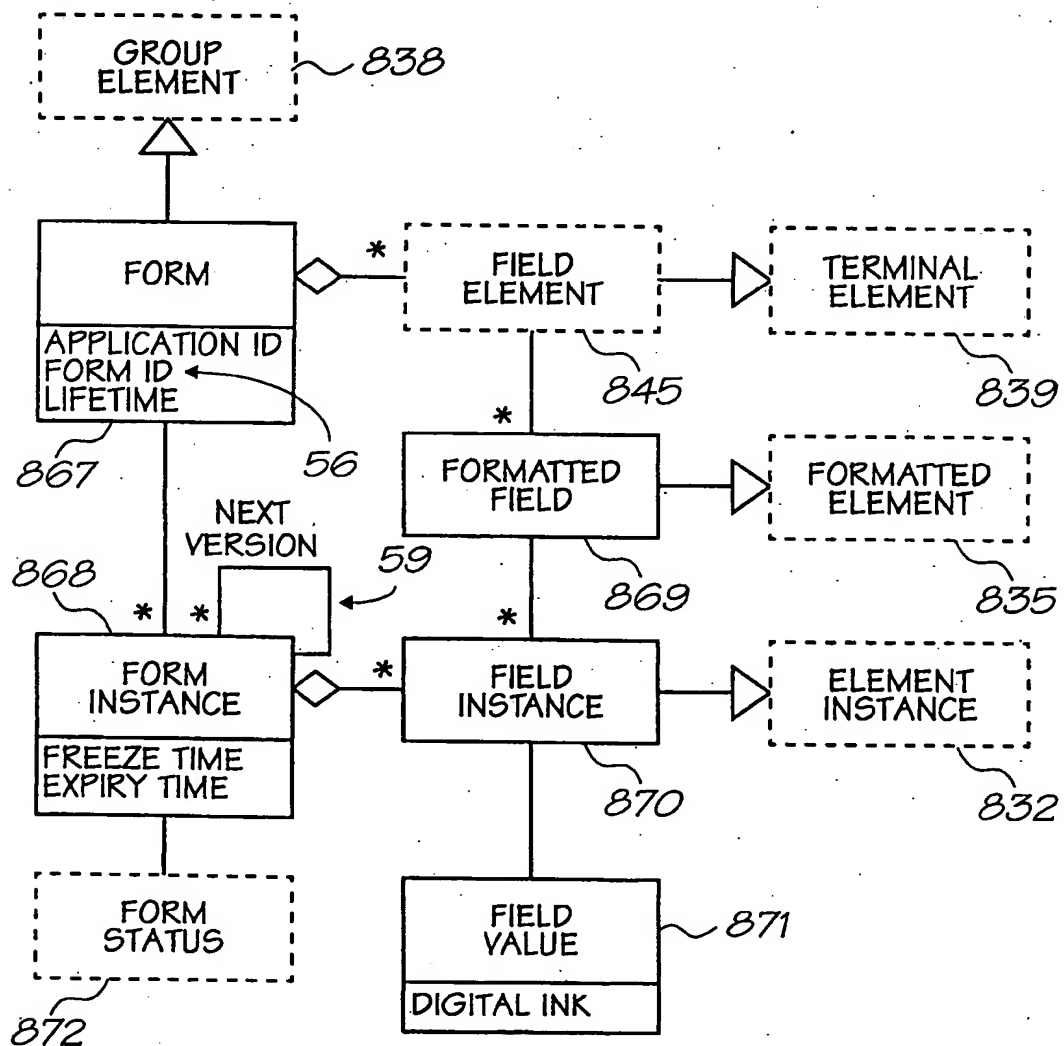 GROUP
ELEMENT
838
FORM
APPLICATION ID
FORM ID
LIFETIME
867
56
*
FIELD
ELEMENT
845
TERMINAL
ELEMENT
839
*
FORMATTED
FIELD
869
FORMATTED
ELEMENT
835
NEXT
VERSION
59
868
*
*
FORM
INSTANCE
FREEZE TIME
EXPIRY TIME
*
*
FIELD
INSTANCE
870
ELEMENT
INSTANCE
832
FORM
STATUS
872
FIELD
VALUE
DIGITAL INK
871